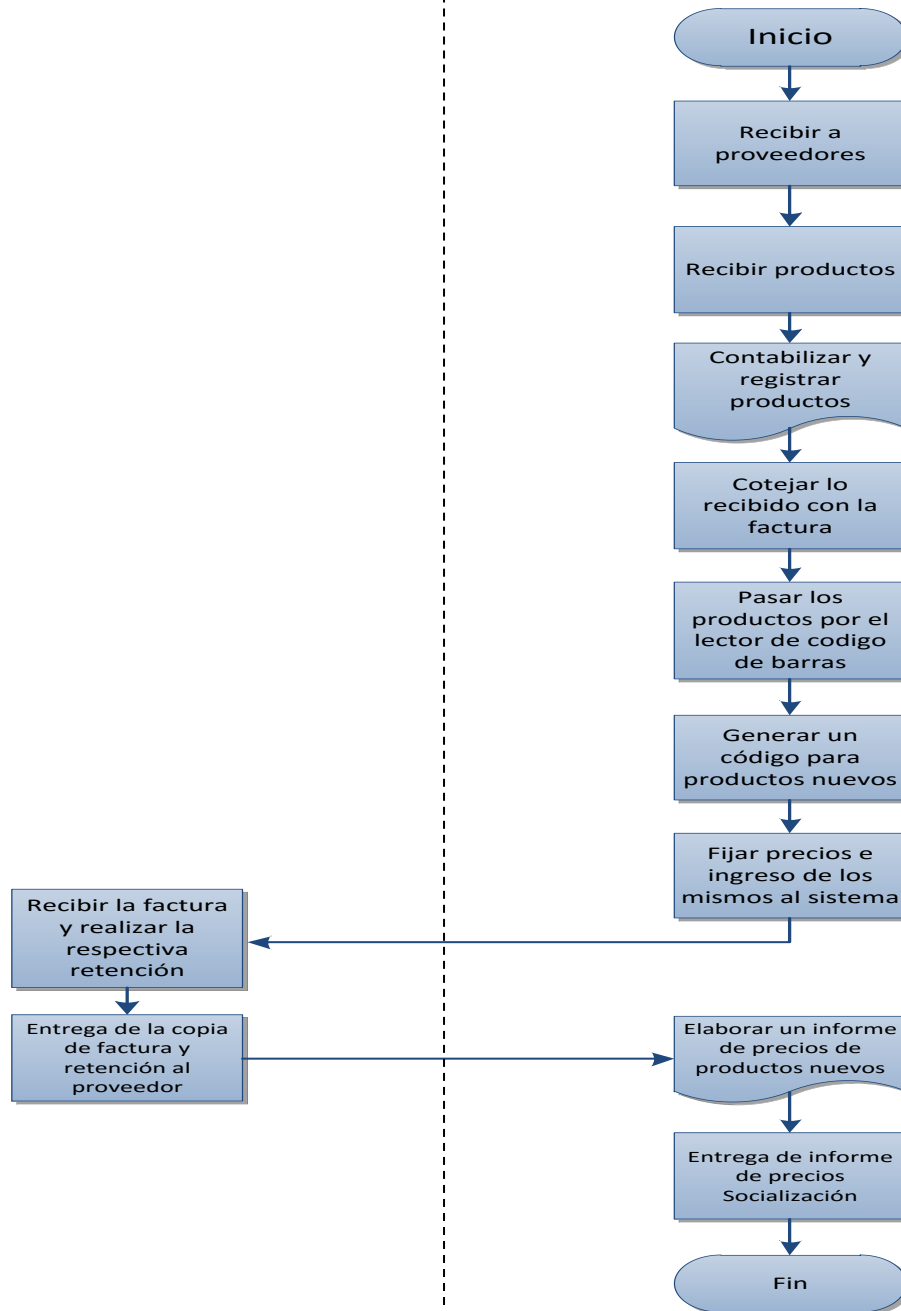 Inicio
Recibir a
proveedores
Recibir productos
Contabilizar y
registrar
productos
Cotejar lo
recibido con la
factura
Pasar los
productos por el
lector de codigo
de barras
Generar un
código para
productos nuevos
Fijar precios e
ingreso de los
mismos al sistema
Recibir la factura
y realizar la
respectiva
retención
Entrega de la copia
de factura y
retención al
proveedor
Elaborar un informe
de precios de
productos nuevos
Entrega de informe
de precios
Socialización
Fin